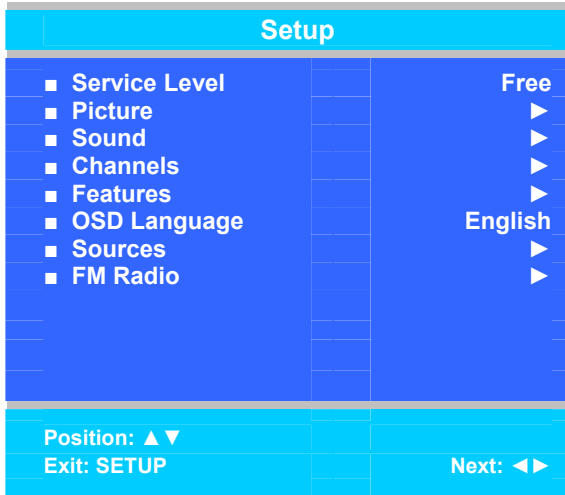 Setup
■ Service Level Free
■ Picture ►
■ Sound ►
■ Channels ►
■ Features ►
■ OSD Language English
■ Sources ►
■ FM Radio ►
Position: ▲▼
Exit: SETUP Next: ◄►